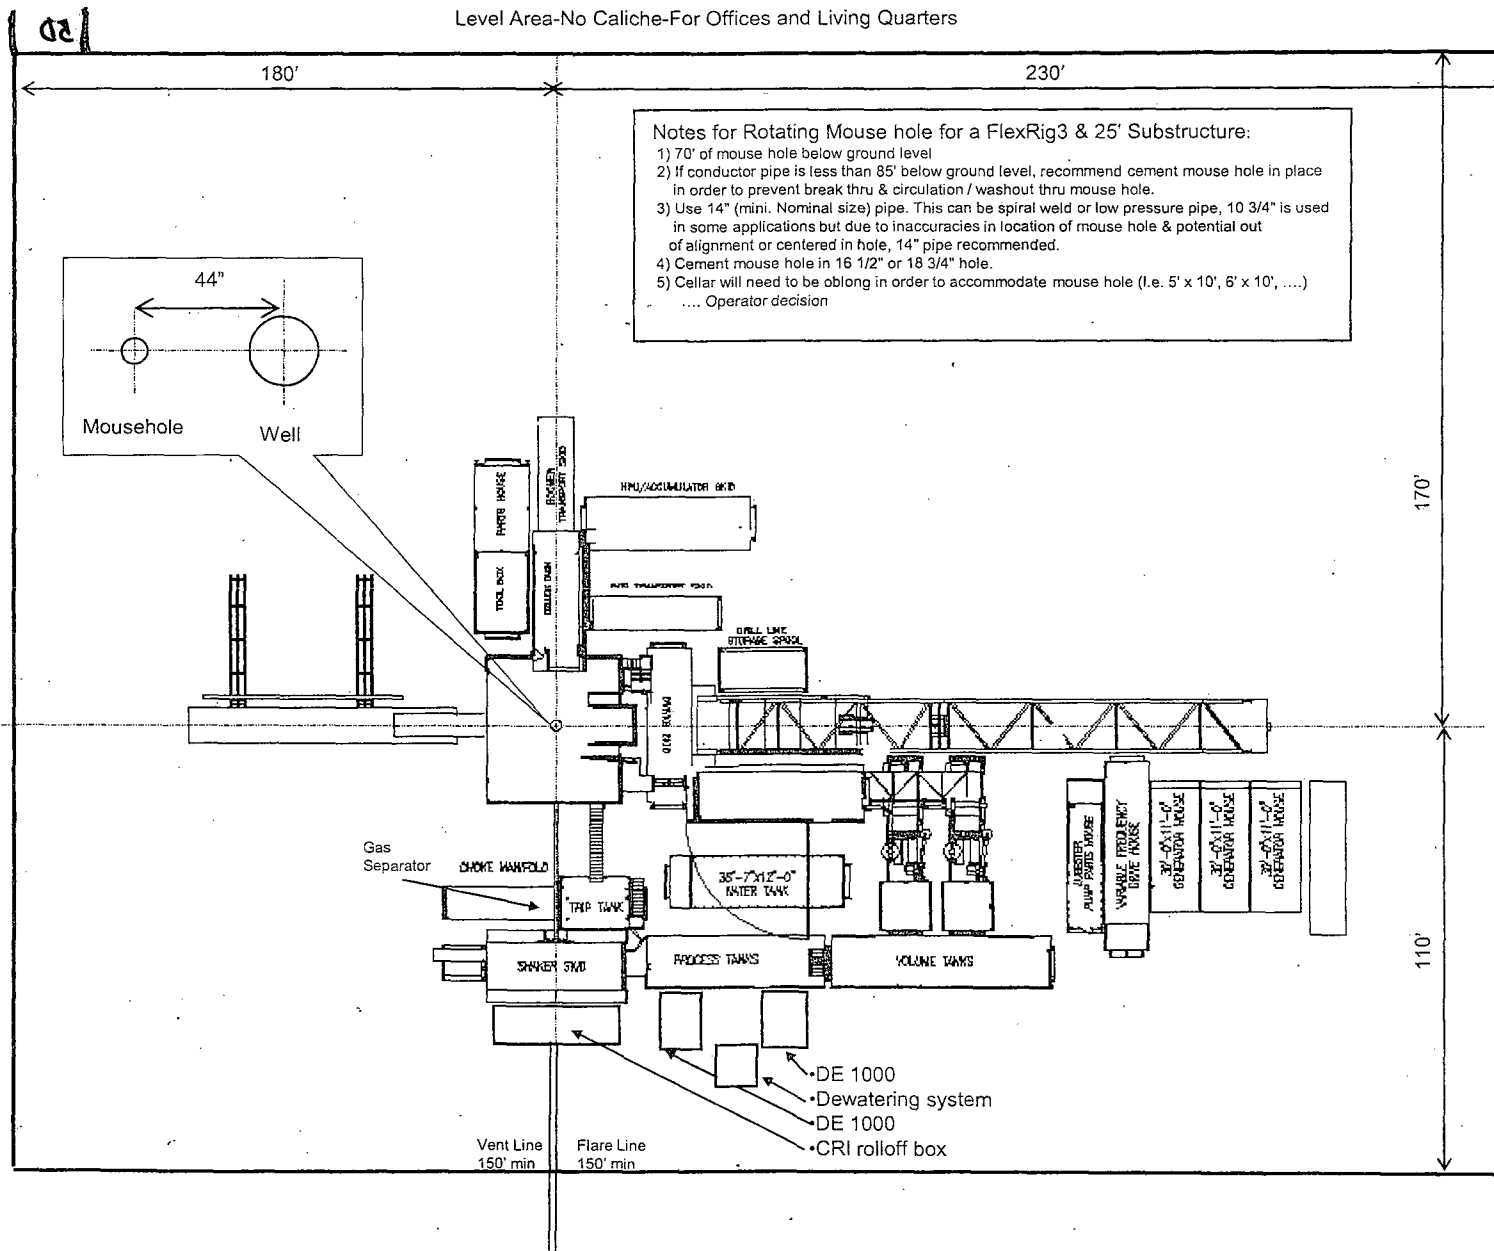 Level Area-No Caliche-For Offices and Living Quarters
180'
230'
Notes for Rotating Mouse hole for a FlexRig3 & 25' Substructure:
1) 70' of mouse hole below ground level
2) If conductor pipe is less than 85' below ground level, recommend cement mouse hole in place
in order to prevent break thru & circulation / washout thru mouse hole.
3) Use 14" (mini. Nominal size) pipe. This can be spiral weld or low pressure pipe, 10 3/4" is used
in some applications but due to inaccuracies in location of mouse hole & potential out
of alignment or centered in hole, 14" pipe recommended.
4) Cement mouse hole in 16 1/2" or 18 3/4" hole.
5) Cellar will need to be oblong in order to accommodate mouse hole (I.e. 5' x 10', 6' x 10', ....)
.... Operator decision
44"
Mousehole
Well
PARTS HOUSE
TRANSPORT SKID
HPU/ACCUMULATOR SKID
TOOL BOX
DRILL LINE
STORAGE SPOOL
170'
Gas
Separator
CHOKE MANIFOLD
TRIP TANK
WATER TANK
PUMP PARTS HOUSE
VARIABLE FREQUENCY
DRIVE HOUSE
GENERATOR HOUSE
GENERATOR HOUSE
GENERATOR HOUSE
SHAKER SKID
PROCESS TANKS
VOLUME TANKS
110'
•DE 1000
•Dewatering system
•DE 1000
•CRI rolloff box
Vent Line
150' min
Flare Line
150' min